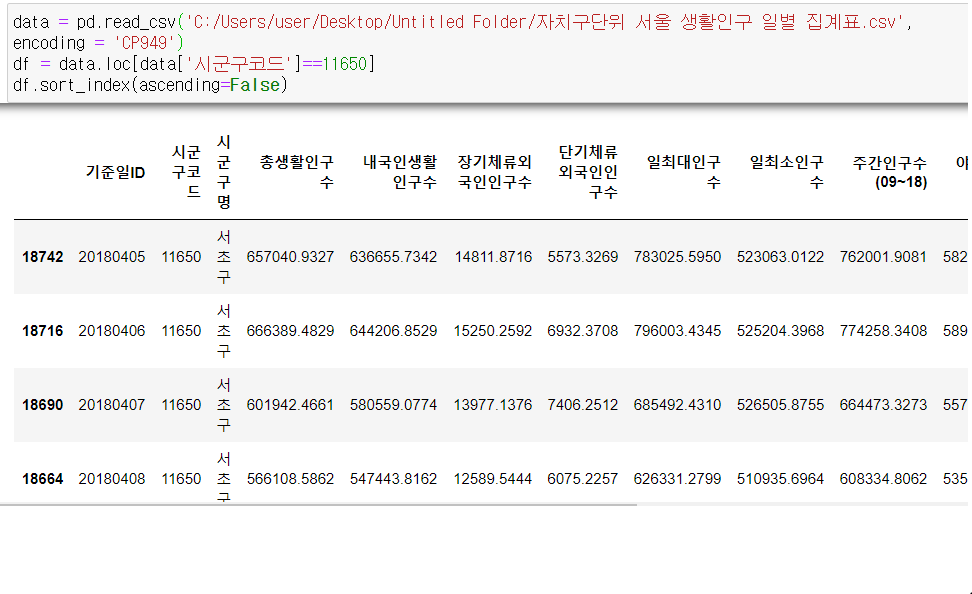 data = pd.read_csv('C:/Users/user/Desktop/Untitled Folder/자치구단위 서울 생활인구 일별 집계표.csv',
encoding = 'CP949')
df = data.loc[data['시군구코드']==11650]
df.sort_index(ascending=False)
기준일ID 시군구코드 시군구명 총생활인구수 내국인생활인구수 장기체류외국인인구수 단기체류외국인인구수 일최대인구수 일최소인구수 주간인구수(09~18)
18742 20180405 11650 서초구 657040.9327 636655.7342 14811.8716 5573.3269 783025.5950 523063.0122 762001.9081 582
18716 20180406 11650 서초구 666389.4829 644206.8529 15250.2592 6932.3708 796003.4345 525204.3968 774258.3408 589
18690 20180407 11650 서초구 601942.4661 580559.0774 13977.1376 7406.2512 685492.4310 526505.8755 664473.3273 557
18664 20180408 11650 서초구 566108.5862 547443.8162 12589.5444 6075.2257 626331.2799 510935.6964 608334.8062 535